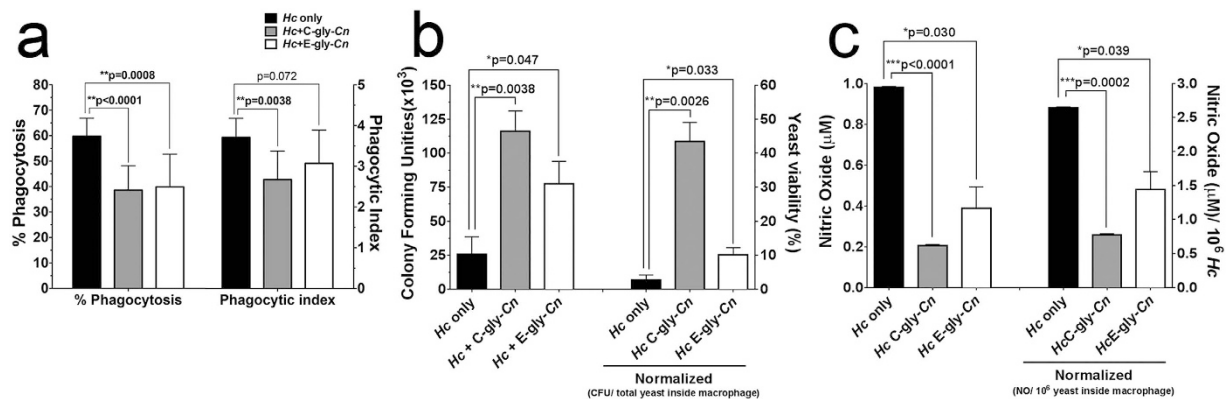 a
Hc only
Hc+C-gly-Cn
Hc+E-gly-Cn
% Phagocytosis
80
70
60
50
40
30
20
10
0
**p=0.0008
**p<0.0001
p=0.072
**p=0.0038
5
4
3
2
1
0
Phagocytic Index
% Phagocytosis
Phagocytic index
b
Colony Forming Unities(x10³)
150
125
100
75
50
25
0
*p=0.047
**p=0.0038
*p=0.033
**p=0.0026
60
50
40
30
20
10
0
Yeast viability (%)
Hc only
Hc + C-gly-Cn
Hc + E-gly-Cn
Hc only
Hc C-gly-Cn
Hc E-gly-Cn
Normalized
(CFU/ total yeast inside macrophage)
c
Nitric Oxide (μM)
1.0
0.8
0.6
0.4
0.2
0.0
*p=0.030
***p<0.0001
*p=0.039
***p=0.0002
3.0
2.5
2.0
1.5
1.0
0.5
0.0
Nitric Oxide (μM)/ 10⁶ Hc
Hc only
Hc C-gly-Cn
Hc E-gly-Cn
Hc only
HcC-gly-Cn
HcE-gly-Cn
Normalized
(NO/ 10⁶ yeast inside macrophage)